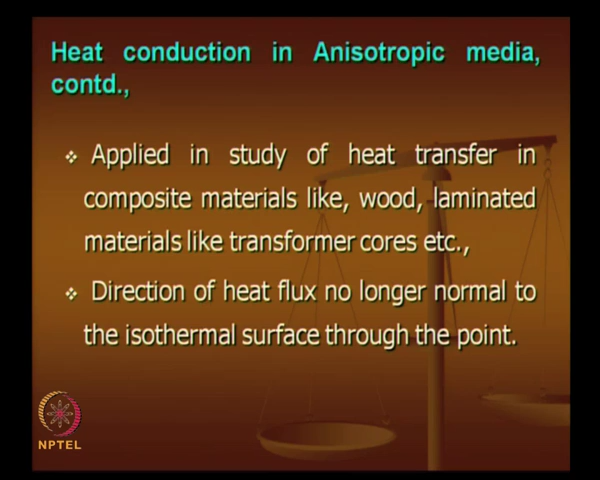 Heat conduction in Anisotropic media,
contd.,
❖ Applied in study of heat transfer in
composite materials like, wood, laminated
materials like transformer cores etc.,
❖ Direction of heat flux no longer normal to
the isothermal surface through the point.
NPTEL